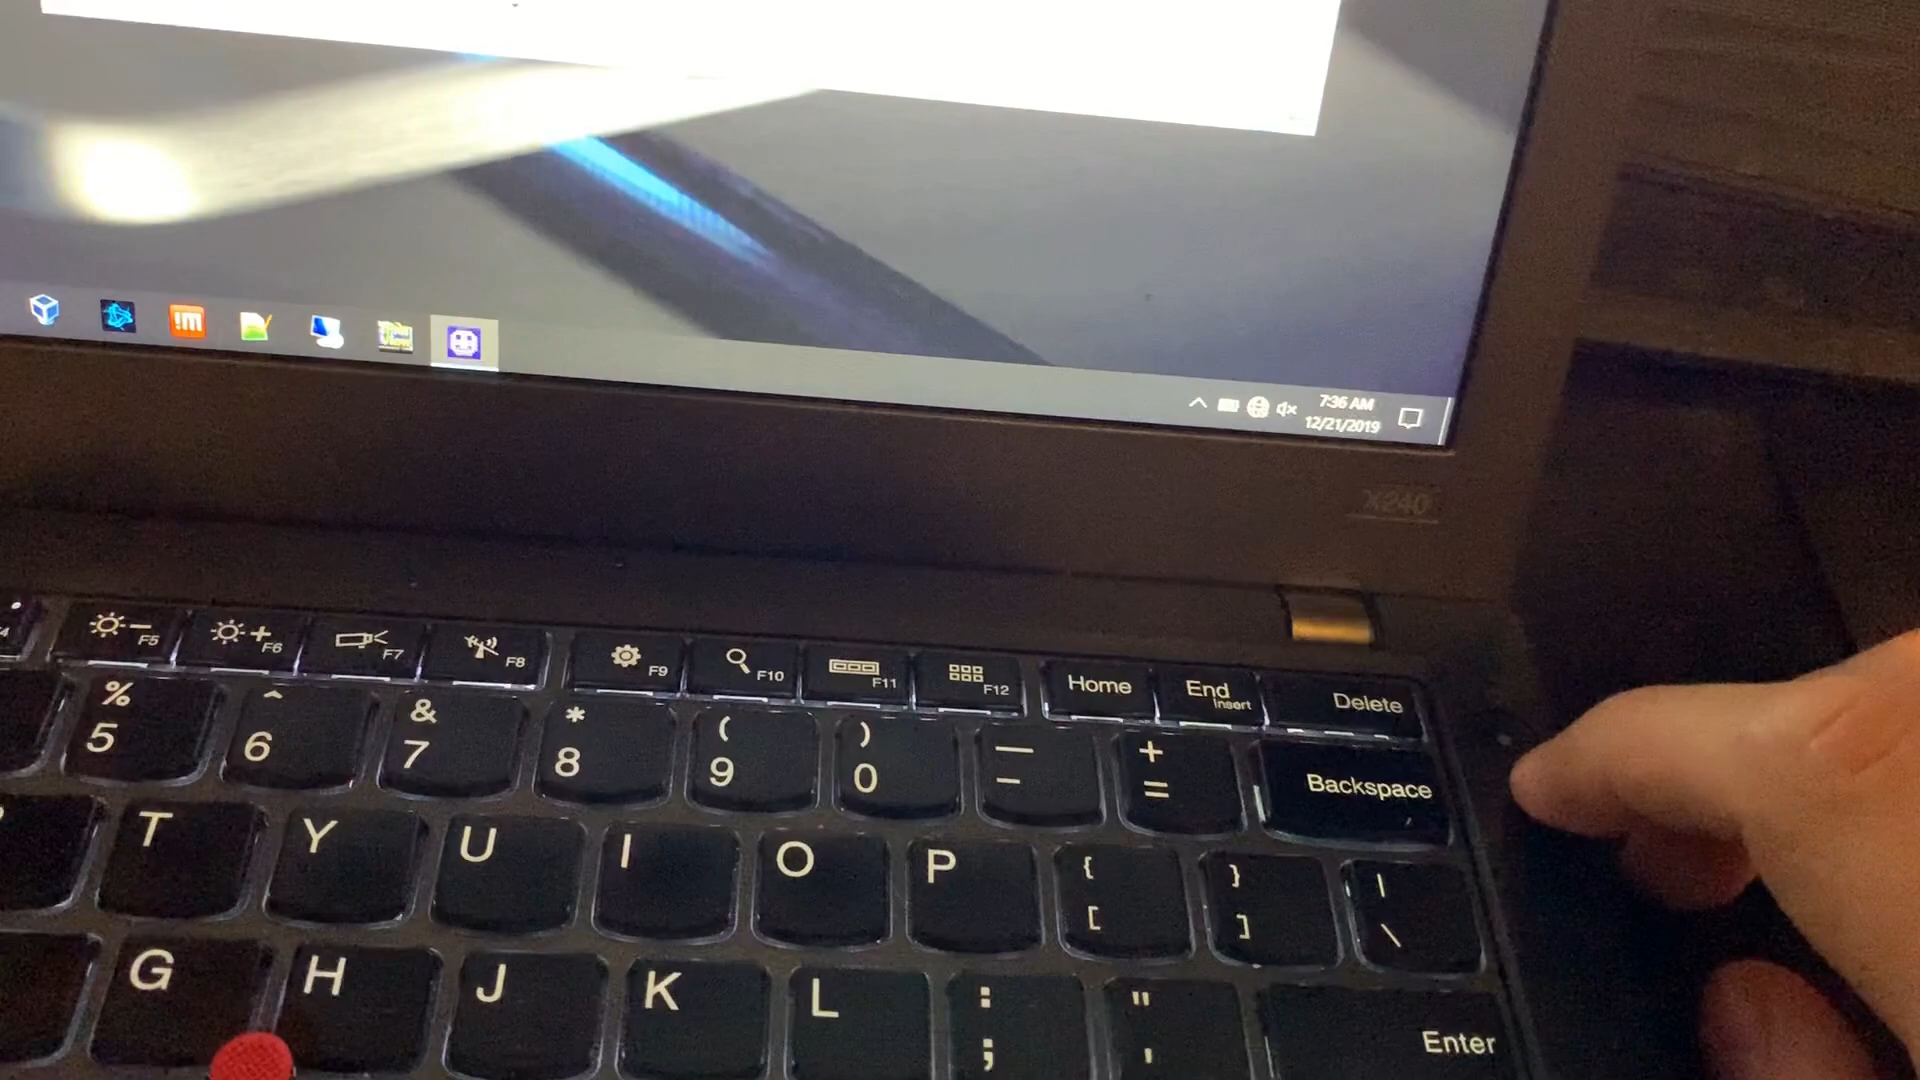 !m
7:36 AM
12/21/2019
X240
F5
F6
F7
F8
F9
F10
F11
F12
Home
End
Insert
Delete
%
5
^
6
&
7
*
8
(
9
)
0
—
-
+
=
Backspace
T
Y
U
I
O
P
{
[
}
]
|
\
G
H
J
K
L
:
;
"
'
Enter